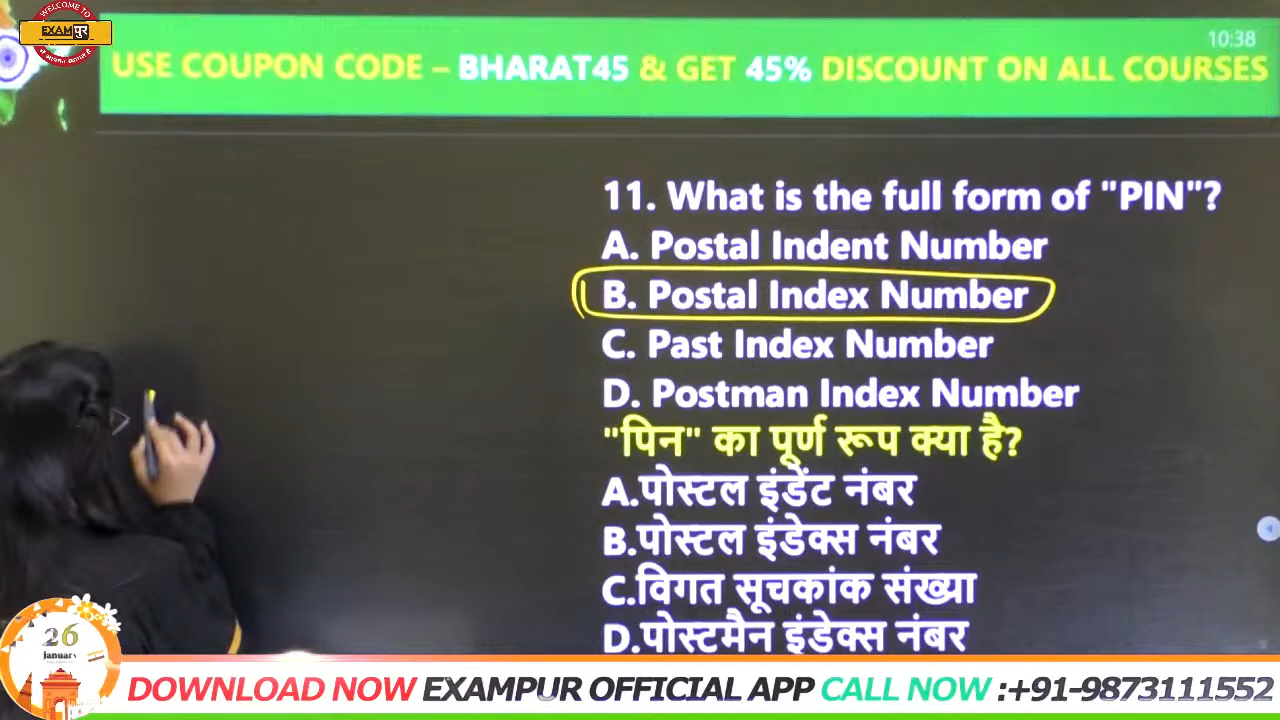 WELCOME TO
EXAMपुर
10:38
USE COUPON CODE – BHARAT45 & GET 45% DISCOUNT ON ALL COURSES
11. What is the full form of "PIN"?
A. Postal Indent Number
B. Postal Index Number
C. Past Index Number
D. Postman Index Number
"पिन" का पूर्ण रूप क्या है?
A.पोस्टल इंडेंट नंबर
B.पोस्टल इंडेक्स नंबर
C.विगत सूचकांक संख्या
D.पोस्टमैन इंडेक्स नंबर
26
January
DOWNLOAD NOW EXAMPUR OFFICIAL APP CALL NOW :+91-9873111552